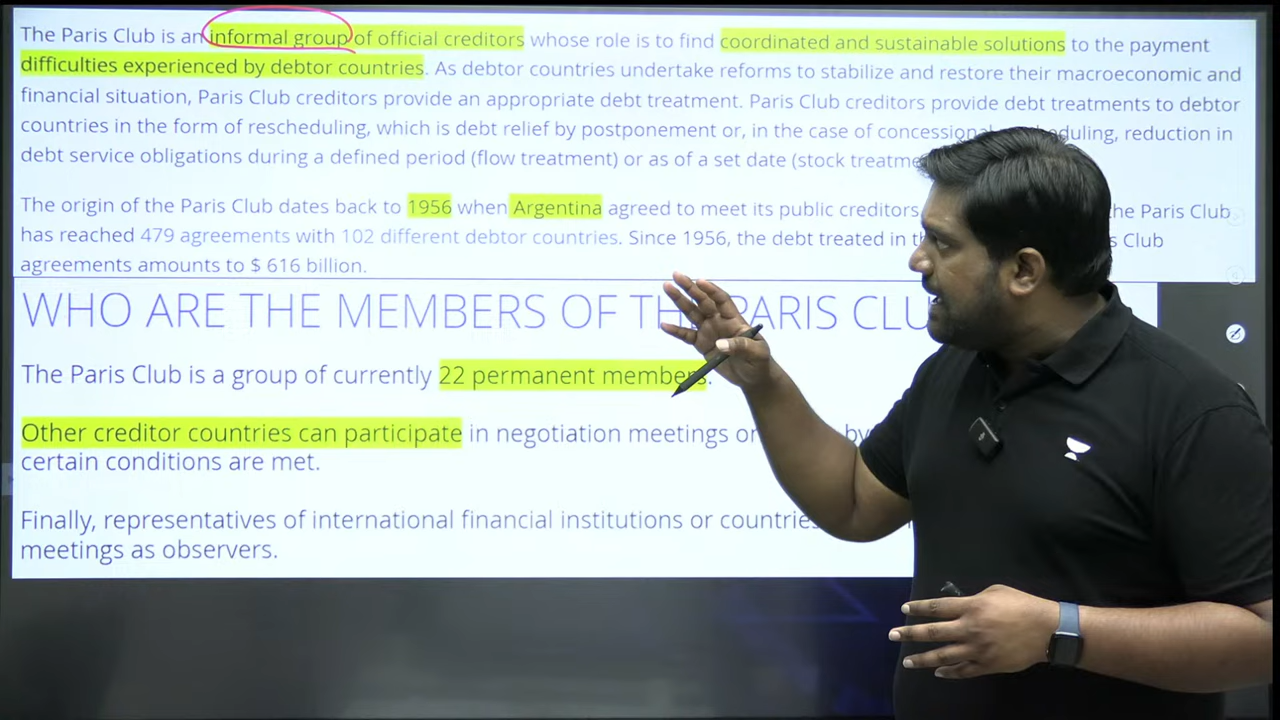 The Paris Club is an informal group of official creditors whose role is to find coordinated and sustainable solutions to the payment
difficulties experienced by debtor countries. As debtor countries undertake reforms to stabilize and restore their macroeconomic and
financial situation, Paris Club creditors provide an appropriate debt treatment. Paris Club creditors provide debt treatments to debtor
countries in the form of rescheduling, which is debt relief by postponement or, in the case of concessional duling, reduction in
debt service obligations during a defined period (flow treatment) or as of a set date (stock treatme
The origin of the Paris Club dates back to 1956 when Argentina agreed to meet its public creditors he Paris Club
has reached 479 agreements with 102 different debtor countries. Since 1956, the debt treated in th s Club
agreements amounts to $ 616 billion.
WHO ARE THE MEMBERS OF THE PARIS CLU
The Paris Club is a group of currently 22 permanent members.
Other creditor countries can participate in negotiation meetings or by
certain conditions are met.
Finally, representatives of international financial institutions or countries
meetings as observers.